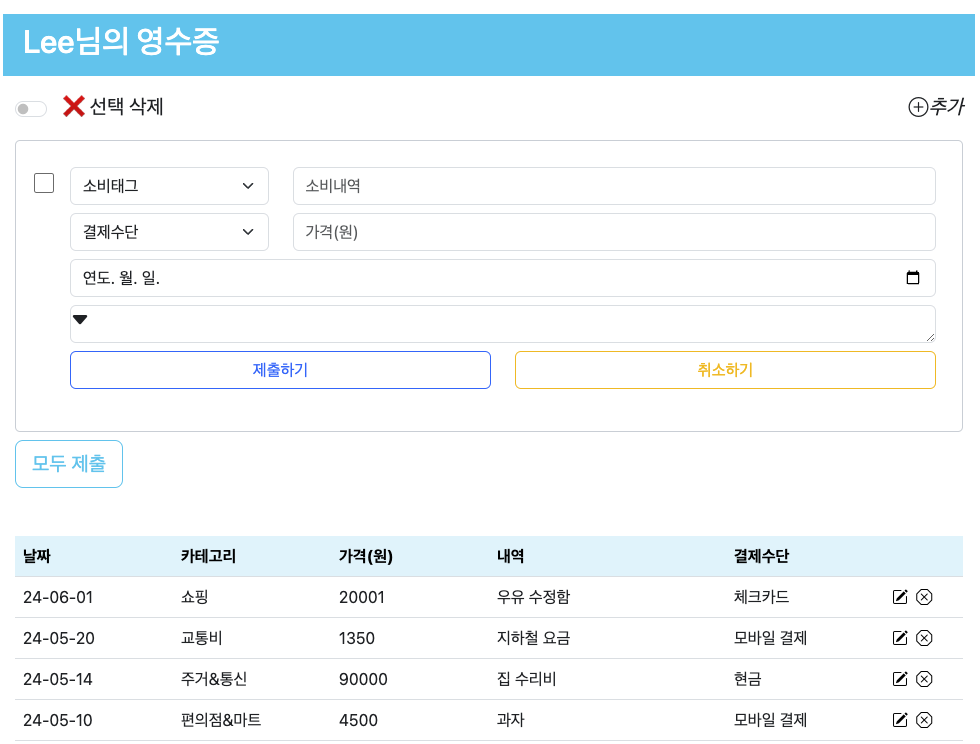 Lee님의 영수증
선택 삭제 추가
소비태그 소비내역
결제수단 가격(원)
연도. 월. 일.
제출하기 취소하기
모두 제출
날짜 카테고리 가격(원) 내역 결제수단
24-06-01 쇼핑 20001 우유 수정함 체크카드
24-05-20 교통비 1350 지하철 요금 모바일 결제
24-05-14 주거&통신 90000 집 수리비 현금
24-05-10 편의점&마트 4500 과자 모바일 결제